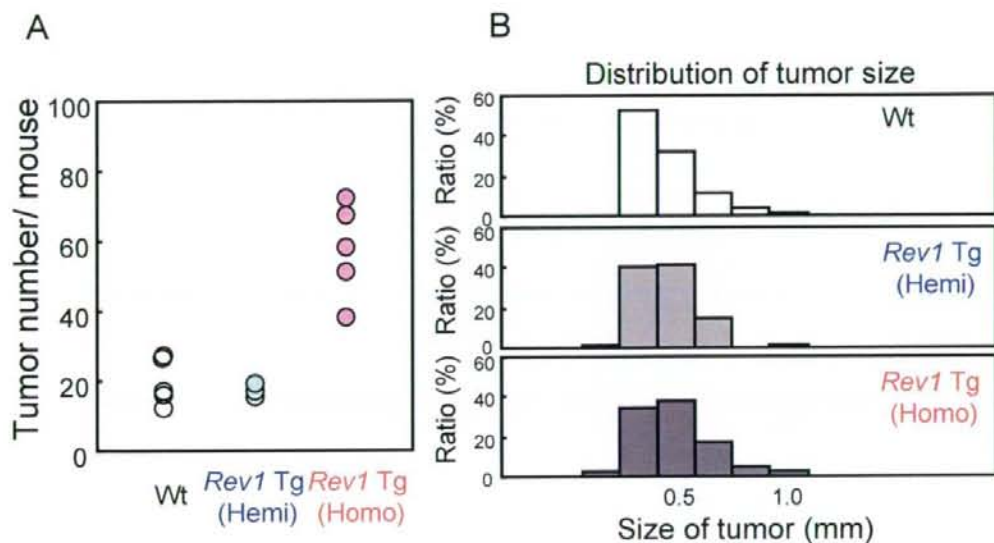 A
Tumor number/ mouse
100
80
60
40
20
0
Wt
Rev1 Tg
(Hemi)
Rev1 Tg
(Homo)
B
Distribution of tumor size
Ratio (%)
60
40
20
0
Wt
Ratio (%)
40
20
0
Rev1 Tg
(Hemi)
Ratio (%)
60
40
20
0
Rev1 Tg
(Homo)
0.5
1.0
Size of tumor (mm)